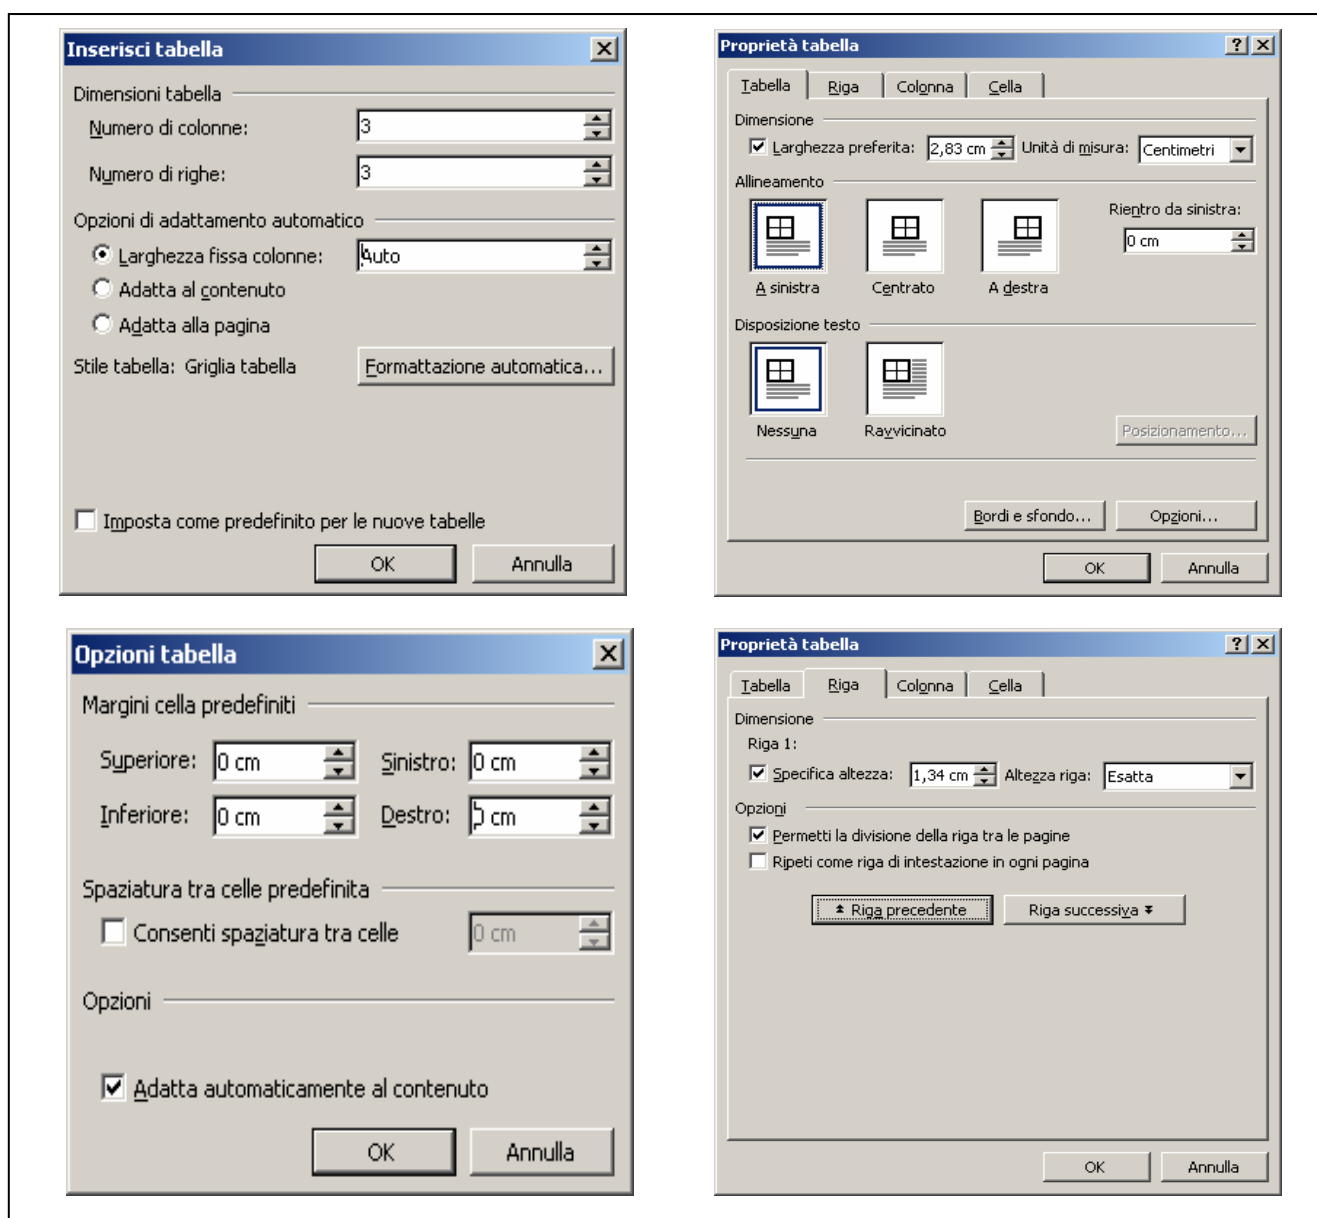 Inserisci tabella
Dimensioni tabella
Numero di colonne: 3
Numero di righe: 3
Opzioni di adattamento automatico
Larghezza fissa colonne: Auto
Adatta al contenuto
Adatta alla pagina
Stile tabella: Griglia tabella Formattazione automatica...
Imposta come predefinito per le nuove tabelle
OK Annulla
Proprietà tabella
Tabella Riga Colonna Cella
Dimensione
Larghezza preferita: 2,83 cm Unità di misura: Centimetri
Allineamento
Rientro da sinistra:
0 cm
A sinistra Centrato A destra
Disposizione testo
Nessuna Ravvicinato Posizionamento...
Bordi e sfondo... Opzioni...
OK Annulla
Opzioni tabella
Margini cella predefiniti
Superiore: 0 cm Sinistro: 0 cm
Inferiore: 0 cm Destro: 0 cm
Spaziatura tra celle predefinita
Consenti spaziatura tra celle 0 cm
Opzioni
Adatta automaticamente al contenuto
OK Annulla
Proprietà tabella
Tabella Riga Colonna Cella
Dimensione
Riga 1:
Specifica altezza: 1,34 cm Altezza riga: Esatta
Opzioni
Permetti la divisione della riga tra le pagine
Ripeti come riga di intestazione in ogni pagina
Riga precedente Riga successiva
OK Annulla